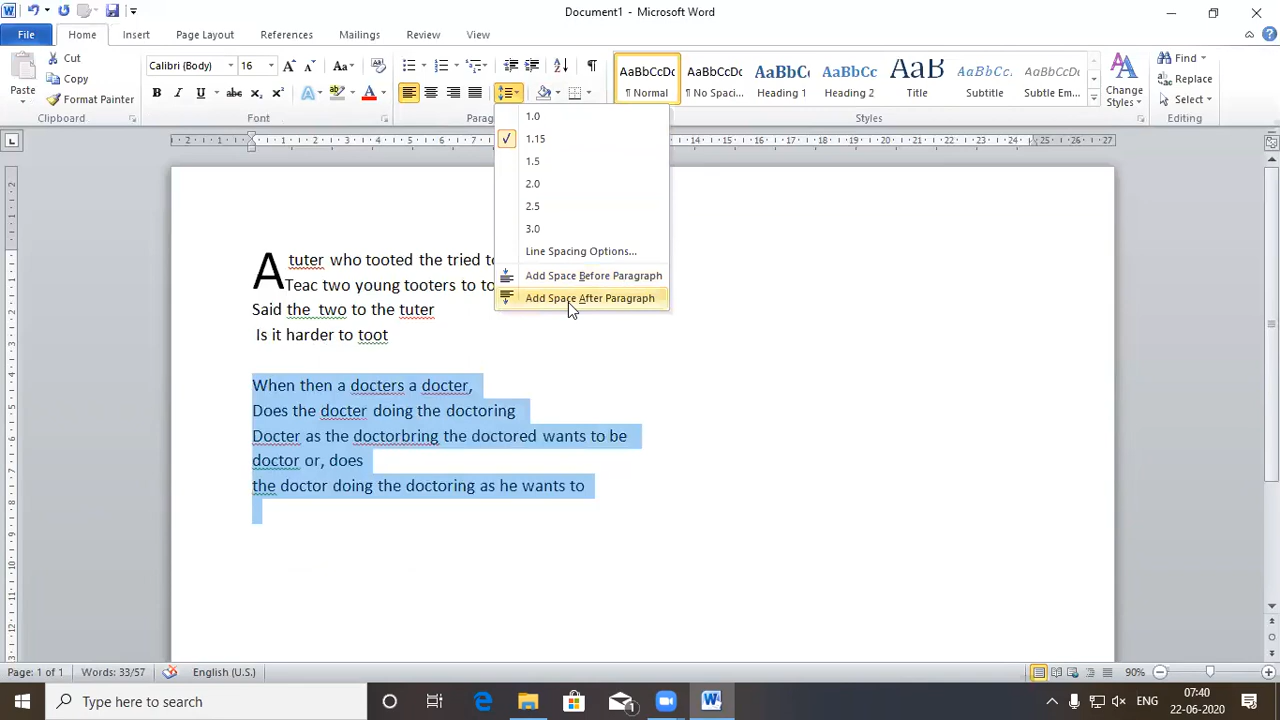 Document1 - Microsoft Word
File Home Insert Page Layout References Mailings Review View
Paste
Cut
Copy
Format Painter
Clipboard
Calibri (Body) 16
Font
AaBbCcDc AaBbCcDc AaBbCc AaBbCc AaB AaBbCcL AaBbCcDc
¶ Normal ¶ No Spaci... Heading 1 Heading 2 Title Subtitle Subtle Em...
Change
Styles
Styles
Find
Replace
Select
Editing
1.0
1.15
1.5
2.0
2.5
3.0
Line Spacing Options...
Add Space Before Paragraph
Add Space After Paragraph
A tuter who tooted the tried to
Teac two young tooters to to
Said the two to the tuter
Is it harder to toot
When then a docters a docter,
Does the docter doing the doctoring
Docter as the doctorbring the doctored wants to be
doctor or, does
the doctor doing the doctoring as he wants to
Page: 1 of 1 Words: 33/57 English (U.S.) 90%
Type here to search
ENG
07:40
22-06-2020